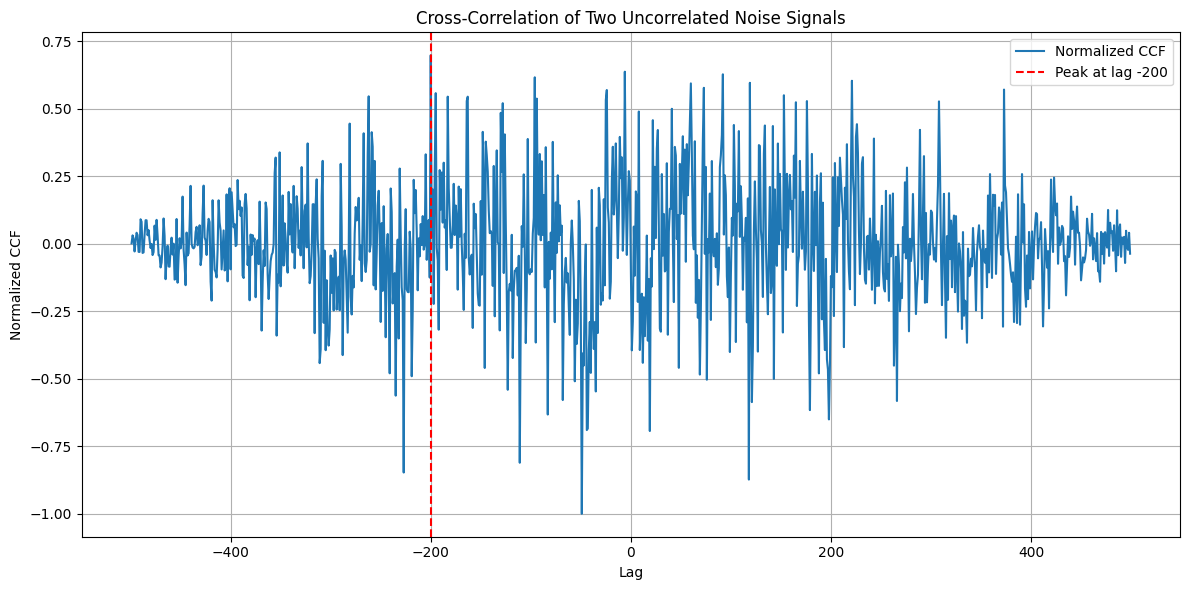 Cross-Correlation of Two Uncorrelated Noise Signals
Normalized CCF
Peak at lag -200
0.75
0.50
0.25
0.00
−0.25
−0.50
−0.75
−1.00
Normalized CCF
−400
−200
0
200
400
Lag